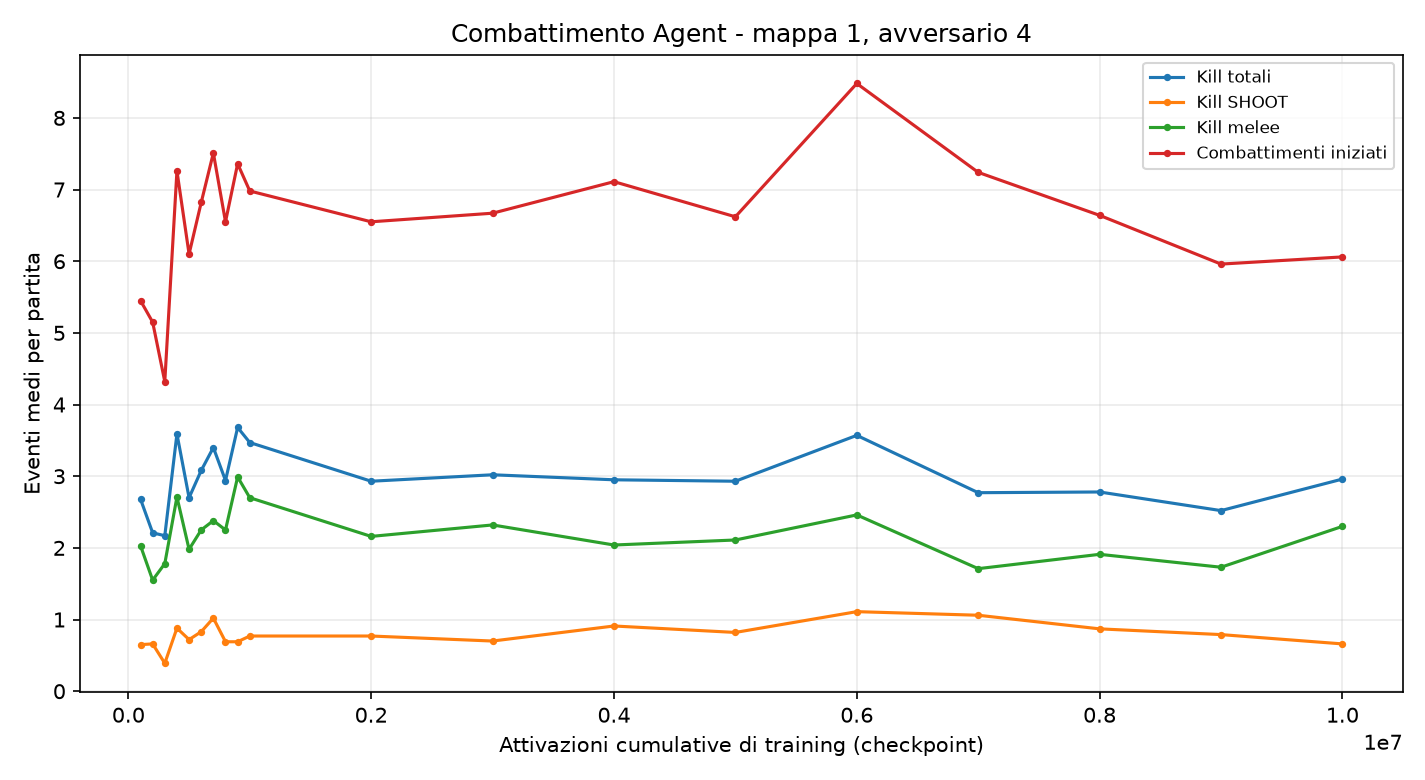 Combattimento Agent - mappa 1, avversario 4
Kill totali
Kill SHOOT
Kill melee
Combattimenti iniziati
Eventi medi per partita
8
7
6
5
4
3
2
1
0
0.0 0.2 0.4 0.6 0.8 1.0
1e7
Attivazioni cumulative di training (checkpoint)